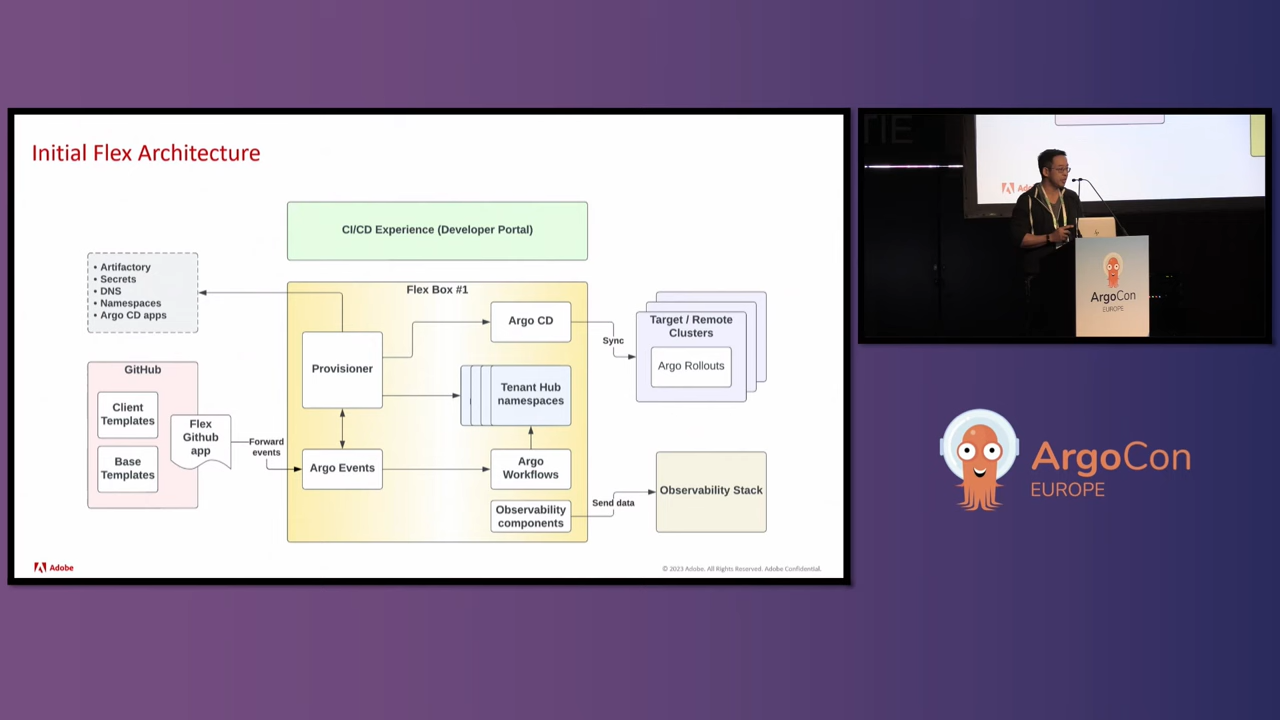 Initial Flex Architecture
CI/CD Experience (Developer Portal)
• Artifactory
• Secrets
• DNS
• Namespaces
• Argo CD apps
Flex Box #1
Argo CD
Provisioner
Tenant Hub
namespaces
Argo Events
Argo
Workflows
Observability
components
Sync
Target / Remote
Clusters
Argo Rollouts
GitHub
Client
Templates
Base
Templates
Flex
Github
app
Forward
events
Send data
Observability Stack
Adobe
© 2023 Adobe. All Rights Reserved. Adobe Confidential.
TIE
ArgoCon
EUROPE
ArgoCon
EUROPE